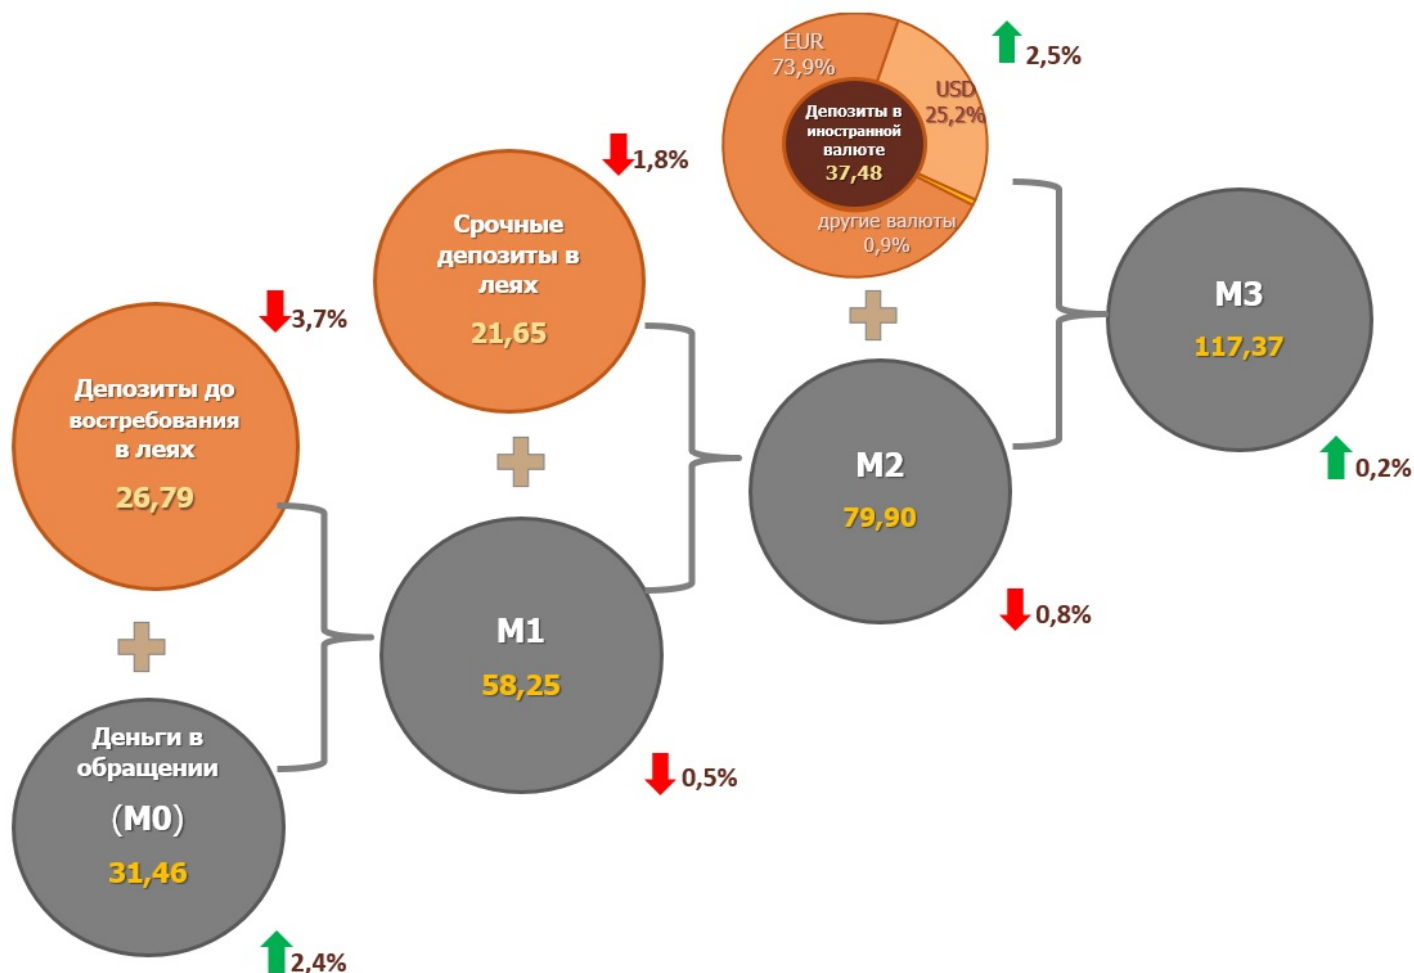 EUR
73,9%
USD
25,2%
Депозиты в
иностранной
валюте
37,48
другие валюты
0,9%
2,5%
1,8%
Срочные
депозиты в
леях
21,65
3,7%
Депозиты до
востребования
в леях
26,79
M3
117,37
0,2%
M2
79,90
0,8%
M1
58,25
0,5%
Деньги в
обращении
(M0)
31,46
2,4%